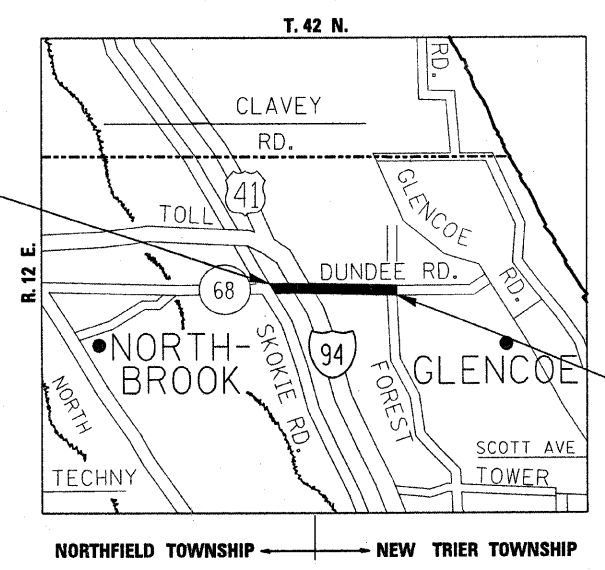 T. 42 N.
RD.
CLAVEY
RD.
41
GLENCOE
RD.
TOLL
R. 12 E.
DUNDEE RD.
68
94
NORTH-
BROOK
SKOKIE RD.
GLENCOE
FOREST
NORTH
SCOTT AVE
TECHNY
TOWER
NORTHFIELD TOWNSHIP
NEW TRIER TOWNSHIP